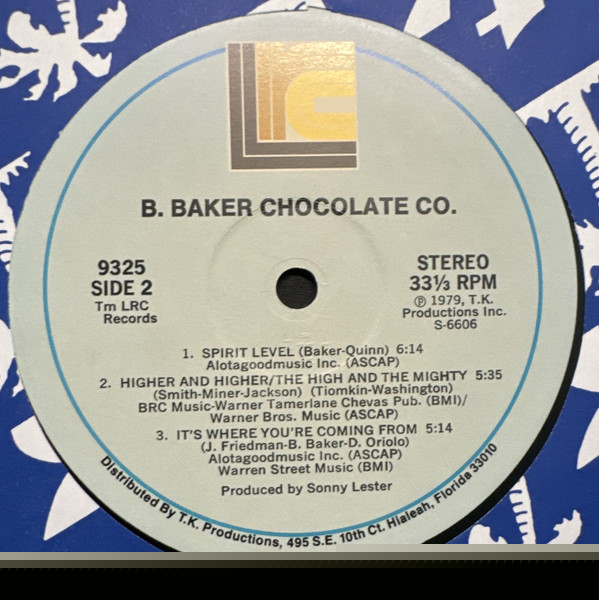 LRC
B. BAKER CHOCOLATE CO.
9325
SIDE 2
Tm LRC
Records
STEREO
33⅓ RPM
℗ 1979, T.K.
Productions Inc.
S-6606
1. SPIRIT LEVEL (Baker-Quinn) 6:14
Alotagoodmusic Inc. (ASCAP)
2. HIGHER AND HIGHER/THE HIGH AND THE MIGHTY 5:35
(Smith-Miner-Jackson) (Tiomkin-Washington)
BRC Music-Warner Tamerlane Chevas Pub. (BMI)/
Warner Bros. Music (ASCAP)
3. IT'S WHERE YOU'RE COMING FROM 5:14
(J. Friedman-B. Baker-D. Oriolo)
Alotagoodmusic Inc. (ASCAP)
Warren Street Music (BMI)
Produced by Sonny Lester
Distributed By T.K. Productions, 495 S.E. 10th Ct. Hialeah, Florida 33010